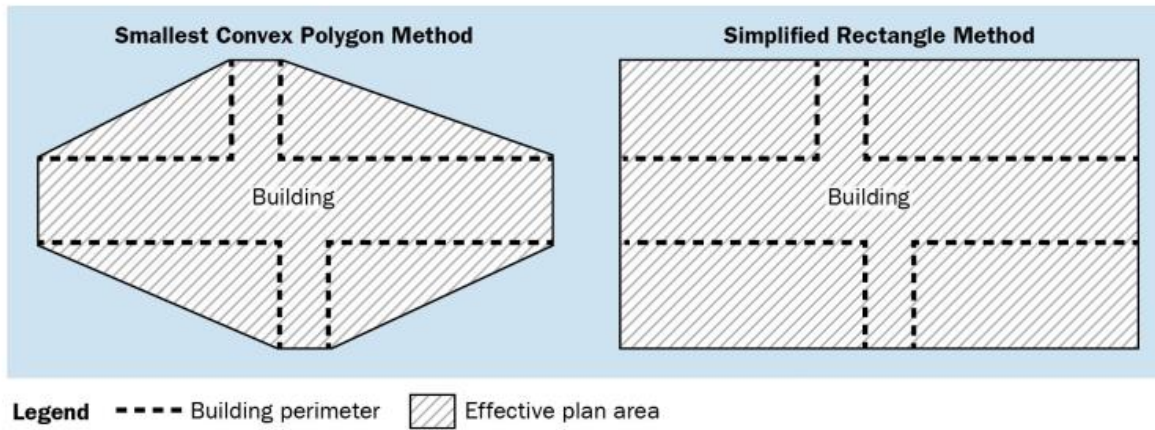 Smallest Convex Polygon Method
Simplified Rectangle Method
Building
Building
Legend Building perimeter Effective plan area